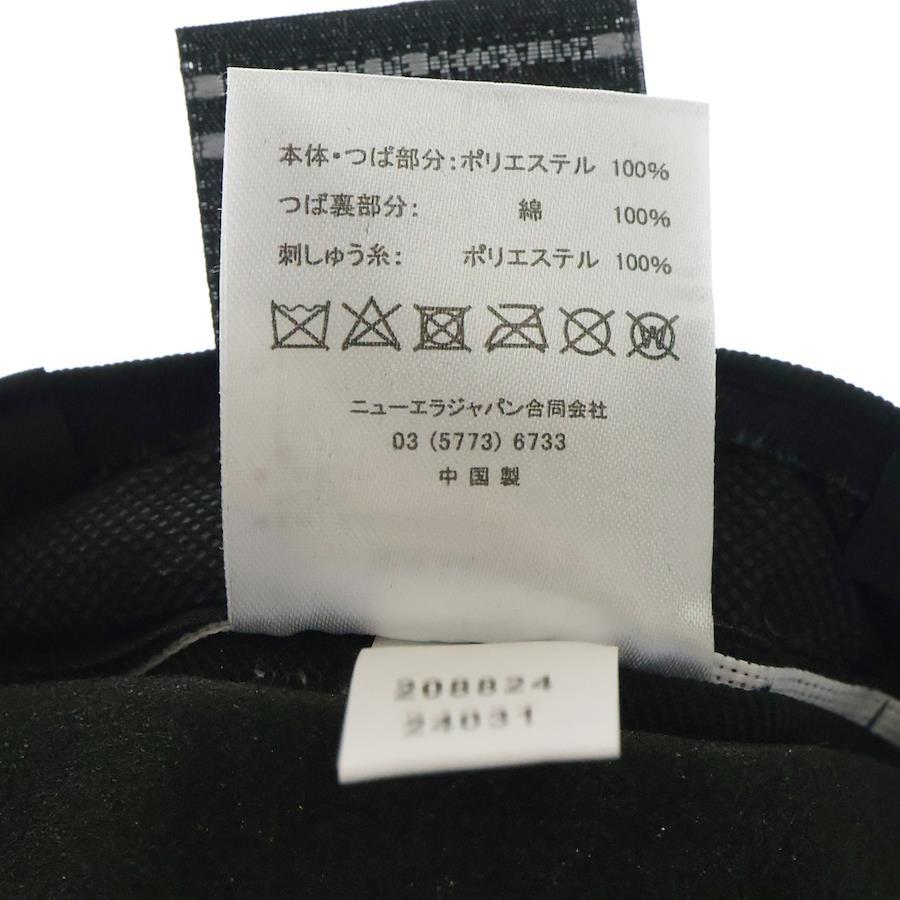 本体・つば部分：ポリエステル 100%
つば裏部分： 綿 100%
刺しゅう糸： ポリエステル 100%
W
ニューエラジャパン合同会社
03 (5773) 6733
中国製
208824
24031